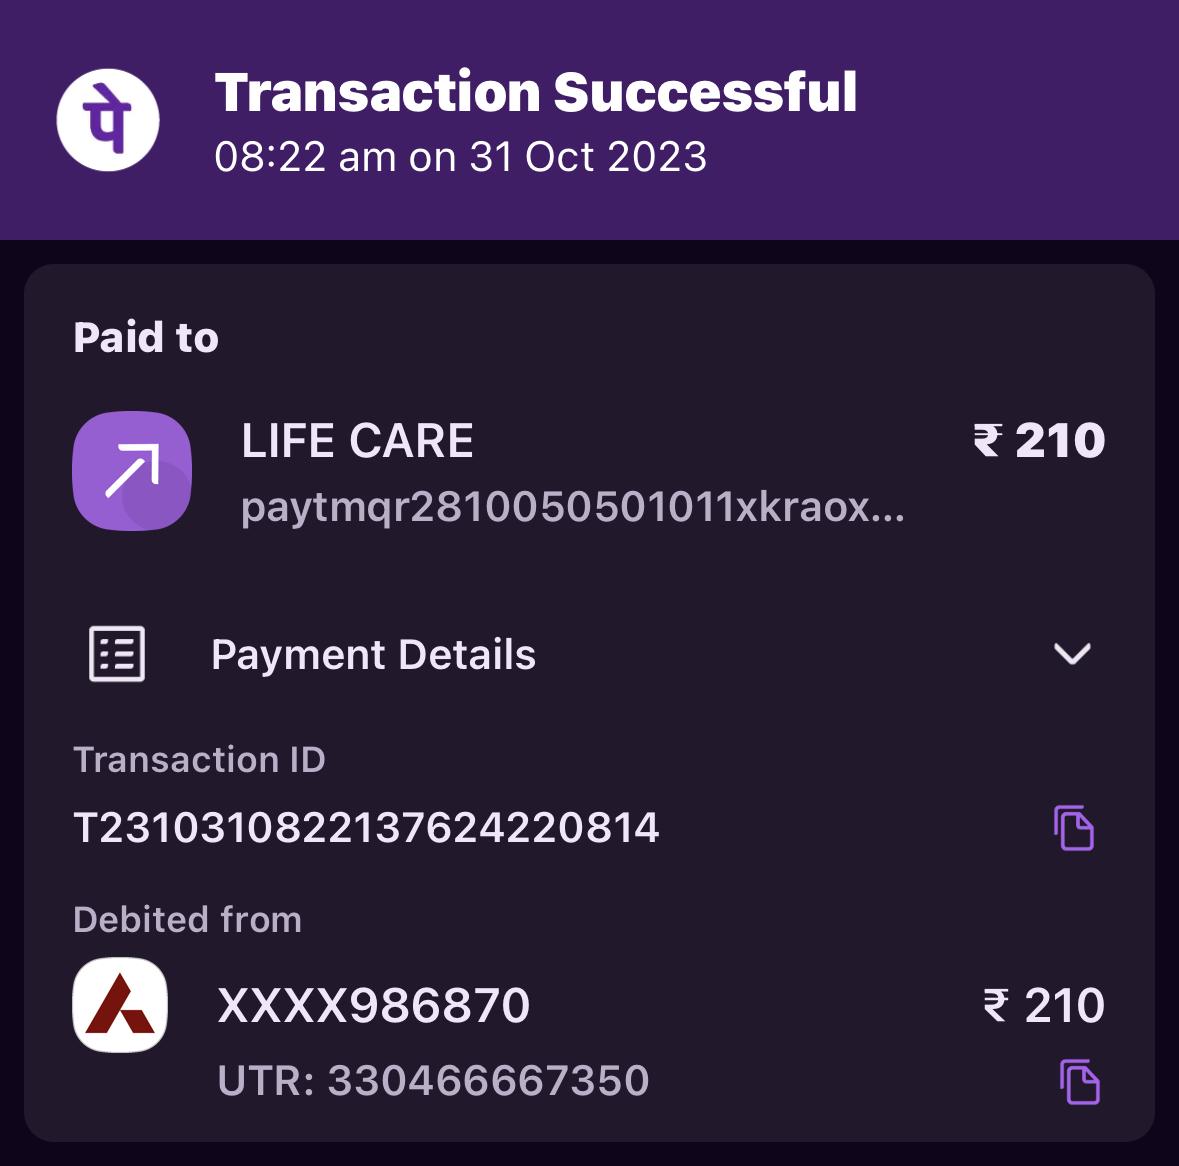 पे
Transaction Successful
08:22 am on 31 Oct 2023
Paid to
LIFE CARE
₹ 210
paytmqr2810050501011xkraox...
Payment Details
Transaction ID
T2310310822137624220814
Debited from
XXXX986870
₹ 210
UTR: 330466667350